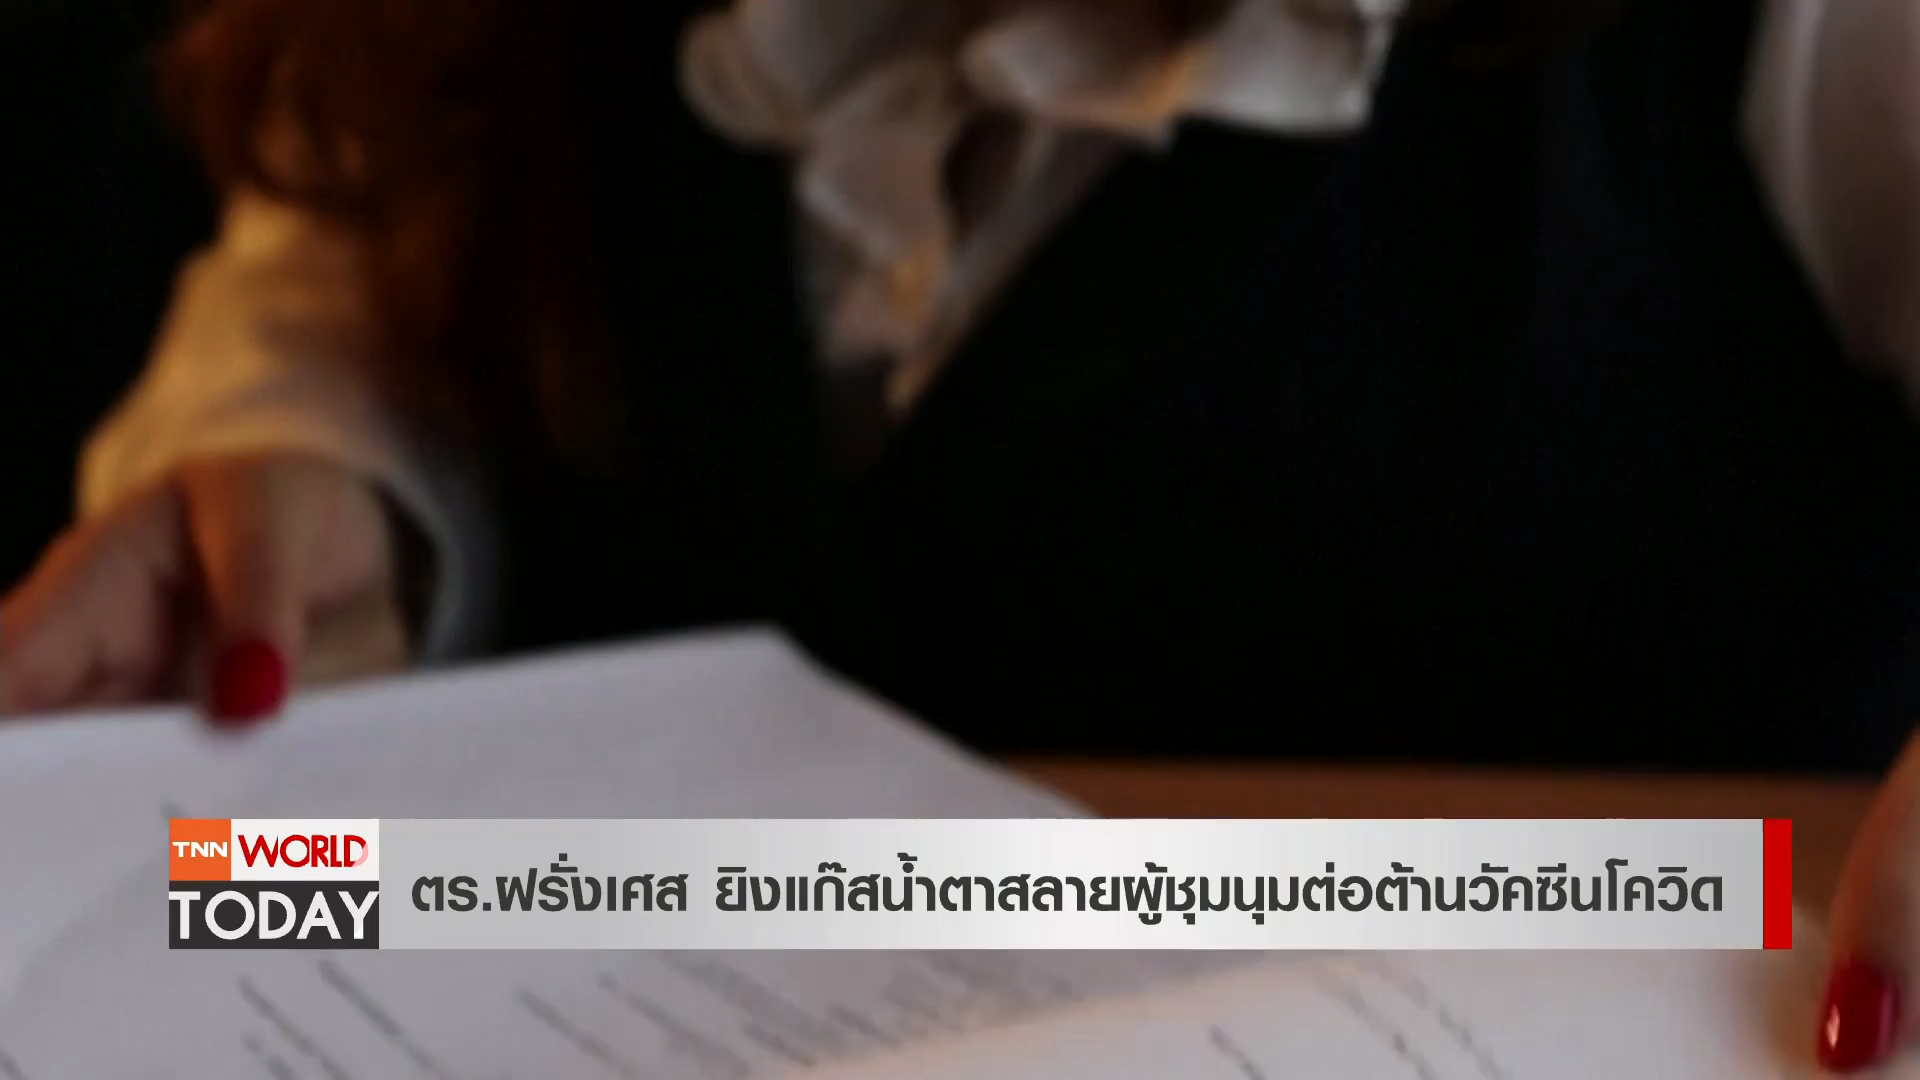 TNN WORLD
TODAY
ตร.ฝรั่งเศส ยิงแก๊สน้ำตาสลายผู้ชุมนุมต่อต้านวัคซีนโควิด